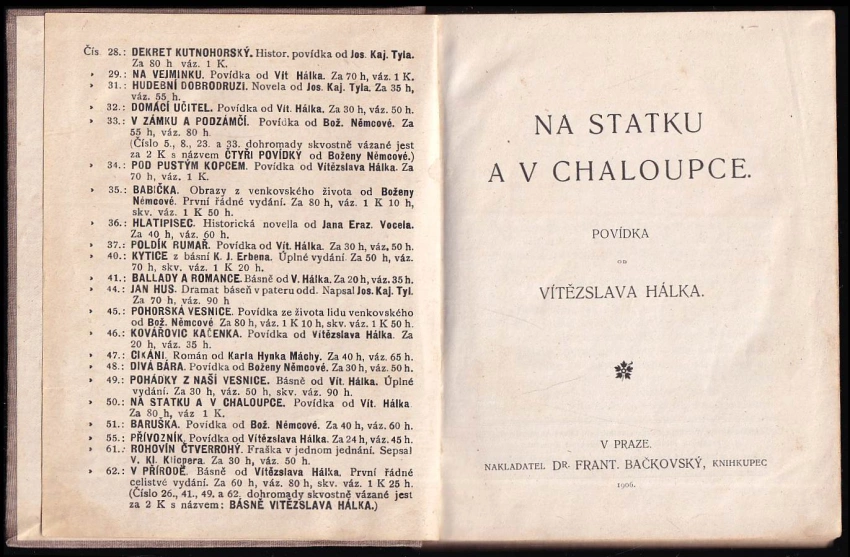 Čís 28.: DEKRET KUTNOHORSKÝ. Histor. povídka od Jos. Kaj. Tyla.
Za 80 h váz. 1 K.
» 29.: NA VEJMINKU. Povídka od Vít Hálka. Za 70 h, váz. 1 K.
» 31.: HUDEBNÍ DOBRODRUZI. Novela od Jos. Kaj. Tyla. Za 35 h,
váz. 55 h.
» 32.: DOMÁCÍ UČITEL. Povídka od Vít. Hálka. Za 30 h, váz. 50 h.
» 33.: V ZÁMKU A PODZÁMČÍ. Povídka od Bož. Němcové. Za
55 h, váz. 80 h.
(Číslo 5., 8., 23. a 33. dohromady skvostně vázané jest
za 2 K s názvem ČTYŘI POVÍDKY od Boženy Němcové.)
» 34.: POD PUSTÝM KOPCEM. Povídka od Vítězslava Hálka. Za
70 h, váz. 1 K.
» 35.: BABIČKA. Obrazy z venkovského života od Boženy
Němcové. První řádné vydání. Za 80 h, váz. 1 K 10 h,
skv. váz. 1 K 50 h.
» 36.: HLATIPISEC. Historická novella od Jana Eraz. Vocela.
Za 40 h, váz. 60 h.
» 37.: POLDÍK RUMAŘ. Povídka od Vít. Hálka. Za 30 h, váz. 50 h.
» 40.: KYTICE z básní K. J. Erbena. Úplné vydání. Za 50 h, váz.
70 h, skv. váz. 1 K 20 h.
» 41.: BALLADY A ROMANCE. Básně od V. Hálka. Za 20 h, váz. 35 h.
» 44.: JAN HUS. Dramat báseň v pateru odd. Napsal Jos. Kaj. Tyl.
Za 70 h, váz. 90 h
» 45.: POHORSKÁ VESNICE. Povídka ze života lidu venkovského
od Bož. Němcové Za 80 h, váz. 1 K 10 h, skv. váz. 1 K 50 h.
» 46.: KOVÁŘOVIC KAČENKA. Povídka od Vítězslava Hálka. Za
20 h, váz. 35 h.
» 47.: CIKÁNI. Román od Karla Hynka Máchy. Za 40 h, váz. 65 h.
» 48.: DIVÁ BÁRA. Povídka od Boženy Němcové. Za 30 h, váz. 50 h.
» 49.: POHÁDKY Z NAŠÍ VESNICE. Básně od Vít. Hálka. Úplné
vydání. Za 30 h, váz. 50 h, skv. váz. 90 h.
» 50.: NA STATKU A V CHALOUPCE. Povídka od Vít. Hálka
Za 80 h, váz 1 K.
» 51.: BARUŠKA. Povídka od Bož. Němcové. Za 40 h, váz. 60 h.
» 55.: PŘÍVOZNÍK. Povídka od Vítězslava Hálka. Za 24 h, váz. 45 h.
» 61.: ROHOVÍN ČTVERROHÝ. Fraška v jednom jednání. Sepsal
V. Kl. Klicpera. Za 30 h, váz. 50 h.
» 62.: V PŘÍRODĚ. Básně od Vítězslava Hálka. První řádné
celistvé vydání. Za 60 h, váz. 80 h, skv. váz. 1 K 25 h.
(Číslo 26., 41., 49. a 62. dohromady skvostně vázané jest
za 2 K s názvem: BÁSNĚ VÍTĚZSLAVA HÁLKA.)
NA STATKU
A V CHALOUPCE.
POVÍDKA
OD
VÍTĚZSLAVA HÁLKA.
V PRAZE.
NAKLADATEL DR. FRANT. BAČKOVSKÝ, KNIHKUPEC
1906.